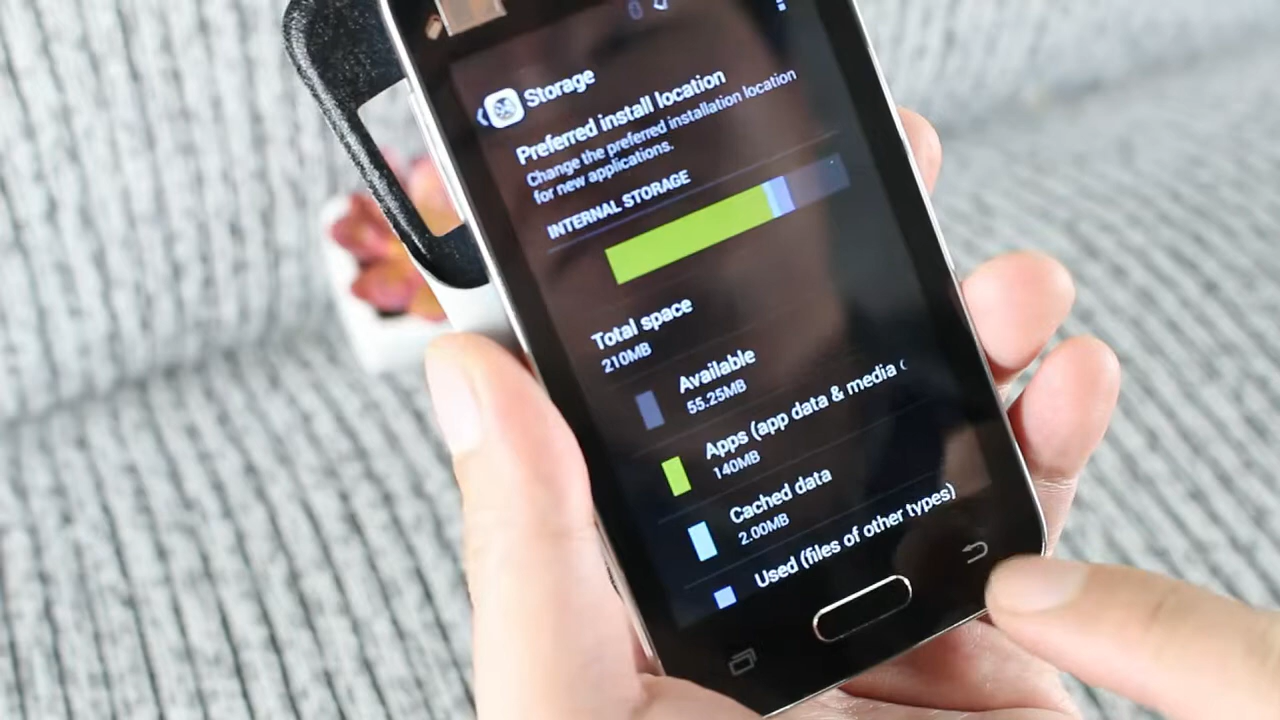 Storage
Preferred install location
Change the preferred installation location
for new applications.
INTERNAL STORAGE
Total space
210MB
Available
55.25MB
Apps (app data & media c
140MB
Cached data
2.00MB
Used (files of other types)